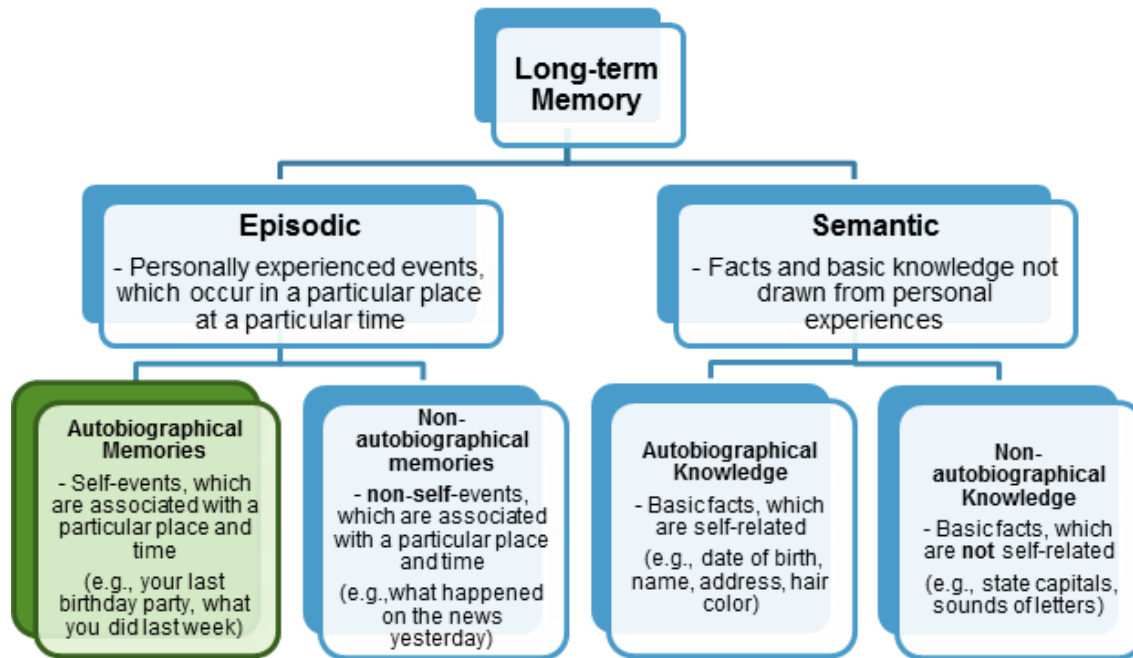 Long-term
Memory
Episodic
- Personally experienced events,
which occur in a particular place
at a particular time
Semantic
- Facts and basic knowledge not
drawn from personal
experiences
Autobiographical
Memories
- Self-events, which
are associated with a
particular place and
time
(e.g., your last
birthday party, what
you did last week)
Non-
autobiographical
memories
- non-self-events,
which are associated
with a particular place
and time
(e.g.,what happened
on the news
yesterday)
Autobiographical
Knowledge
- Basic facts, which
are self-related
(e.g., date of birth,
name, address, hair
color)
Non-
autobiographical
Knowledge
- Basic facts, which
are not self-related
(e.g., state capitals,
sounds of letters)